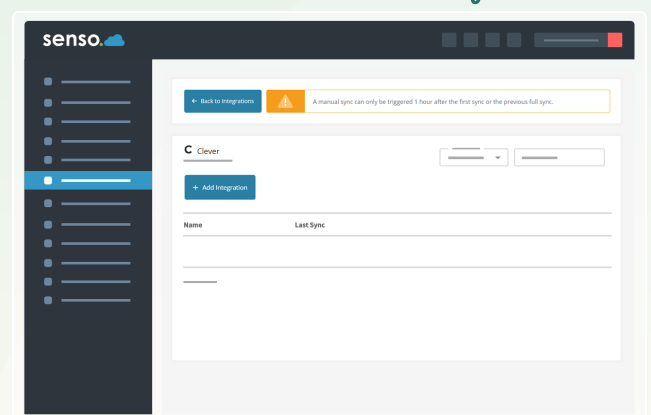 senso.
← Back to Integrations
A manual sync can only be triggered 1 hour after the first sync or the previous full sync.
C Clever
+ Add Integration
Name Last Sync